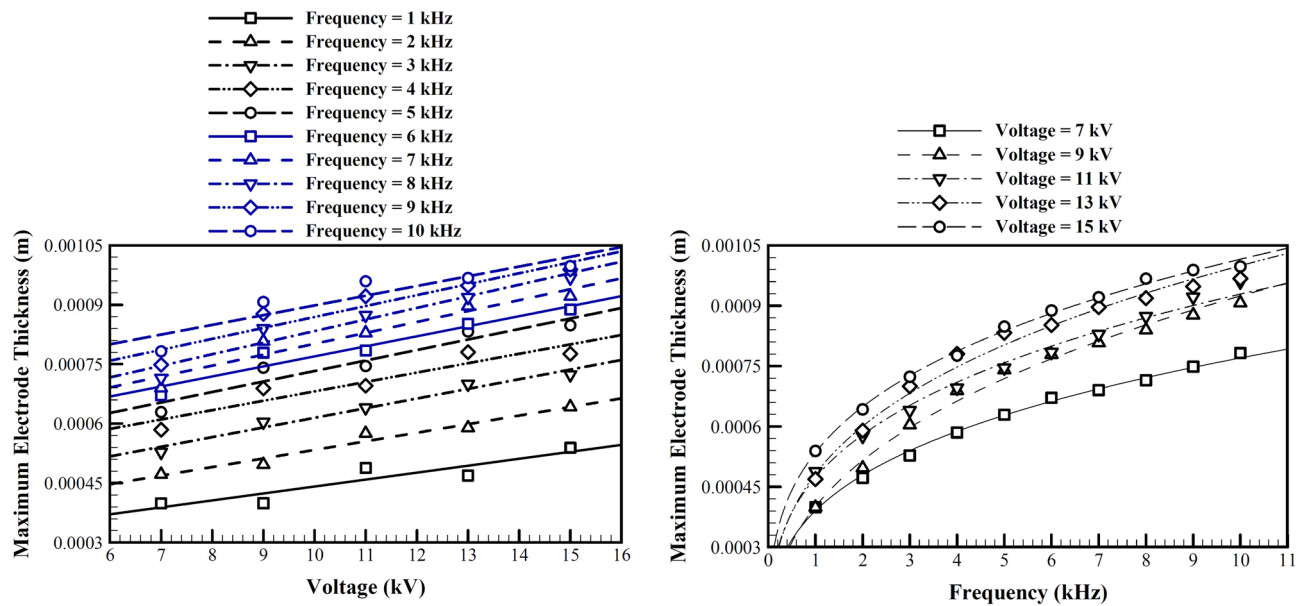 Frequency = 1 kHz
Frequency = 2 kHz
Frequency = 3 kHz
Frequency = 4 kHz
Frequency = 5 kHz
Frequency = 6 kHz
Frequency = 7 kHz
Frequency = 8 kHz
Frequency = 9 kHz
Frequency = 10 kHz
Maximum Electrode Thickness (m)
0.00105
0.0009
0.00075
0.0006
0.00045
0.0003
6 7 8 9 10 11 12 13 14 15 16
Voltage (kV)
Voltage = 7 kV
Voltage = 9 kV
Voltage = 11 kV
Voltage = 13 kV
Voltage = 15 kV
Maximum Electrode Thickness (m)
0.00105
0.0009
0.00075
0.0006
0.00045
0.0003
0 1 2 3 4 5 6 7 8 9 10 11
Frequency (kHz)